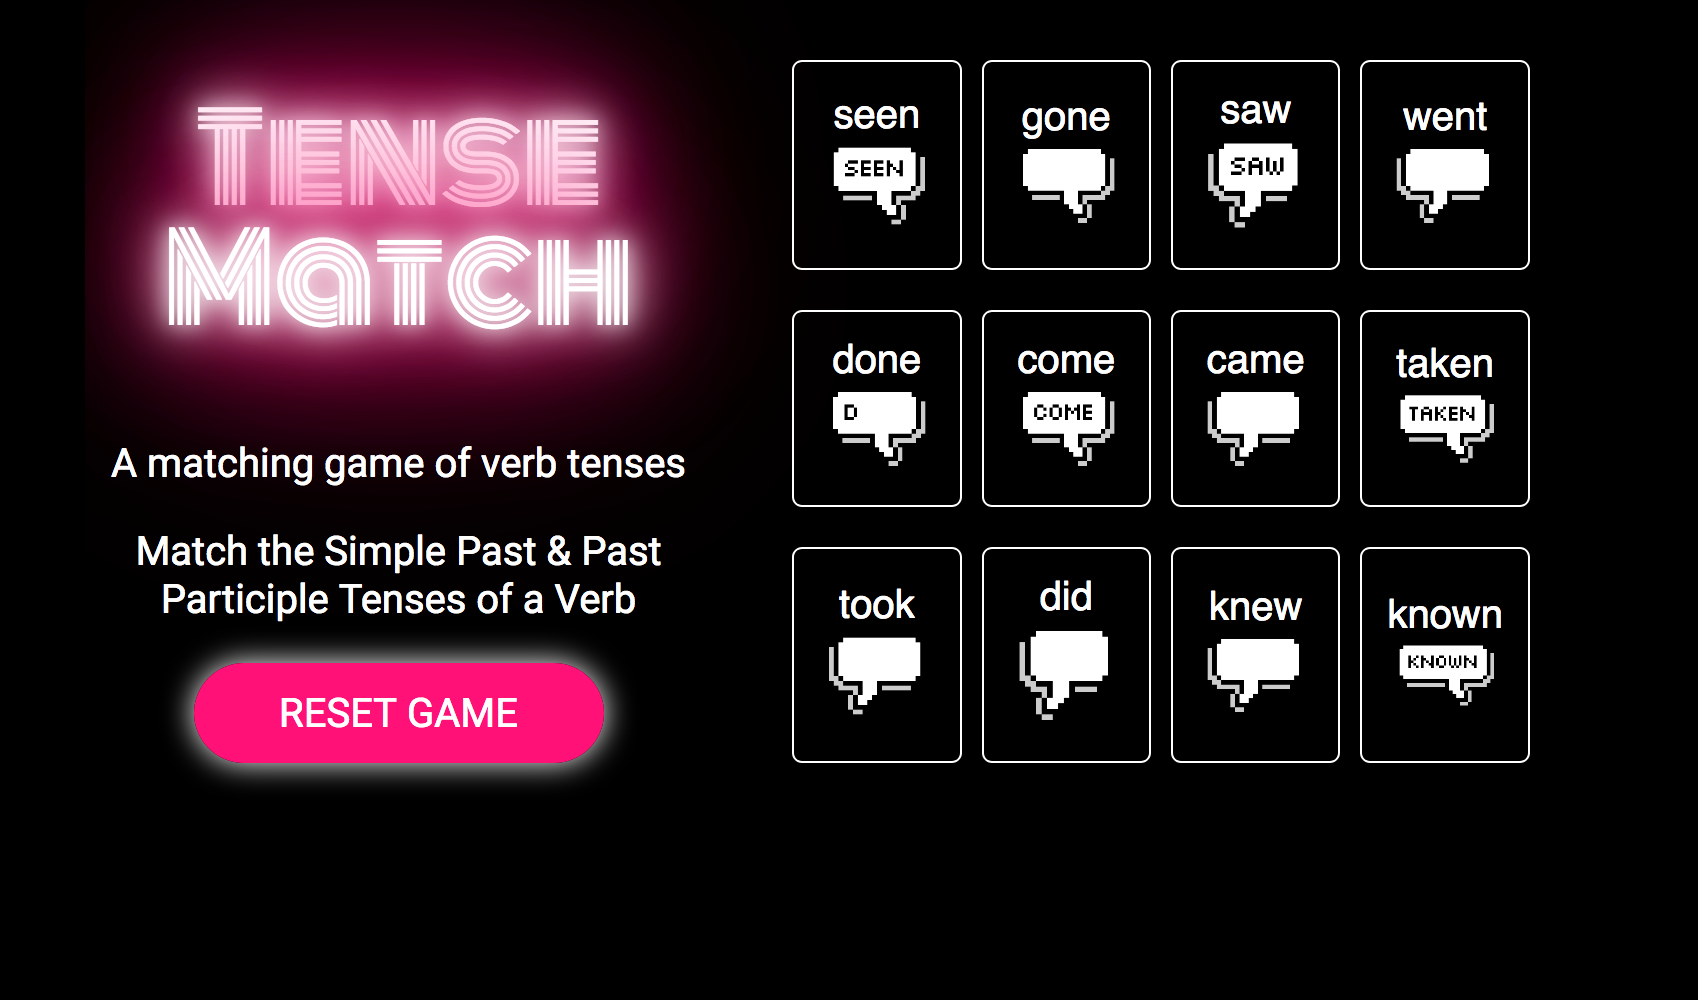 TENSE
MATCH
A matching game of verb tenses
Match the Simple Past & Past
Participle Tenses of a Verb
RESET GAME
seen gone saw went
SEEN SAW
done come came taken
D COME TAKEN
took did knew known
KNOWN